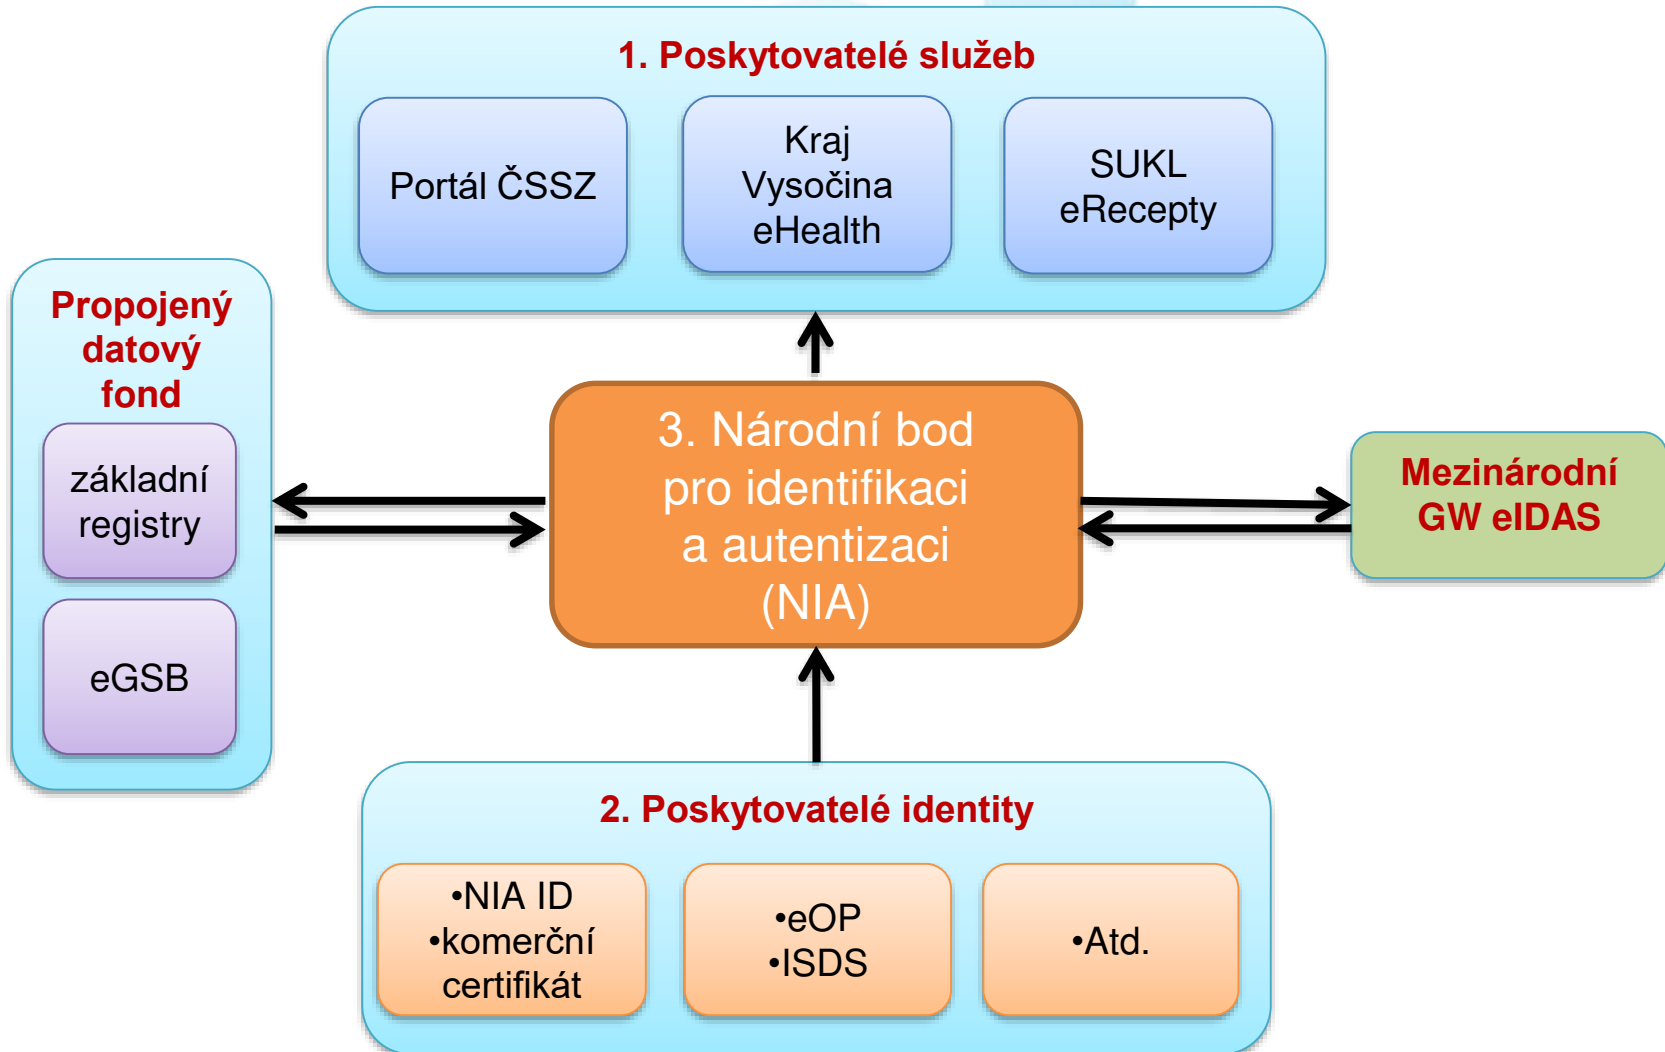 1. Poskytovatelé služeb
Portál ČSSZ
Kraj
Vysočina
eHealth
SUKL
eRecepty
Propojený
datový
fond
základní
registry
eGSB
3. Národní bod
pro identifikaci
a autentizaci
(NIA)
Mezinárodní
GW eIDAS
2. Poskytovatelé identity
•NIA ID
•komerční
certifikát
•eOP
•ISDS
•Atd.